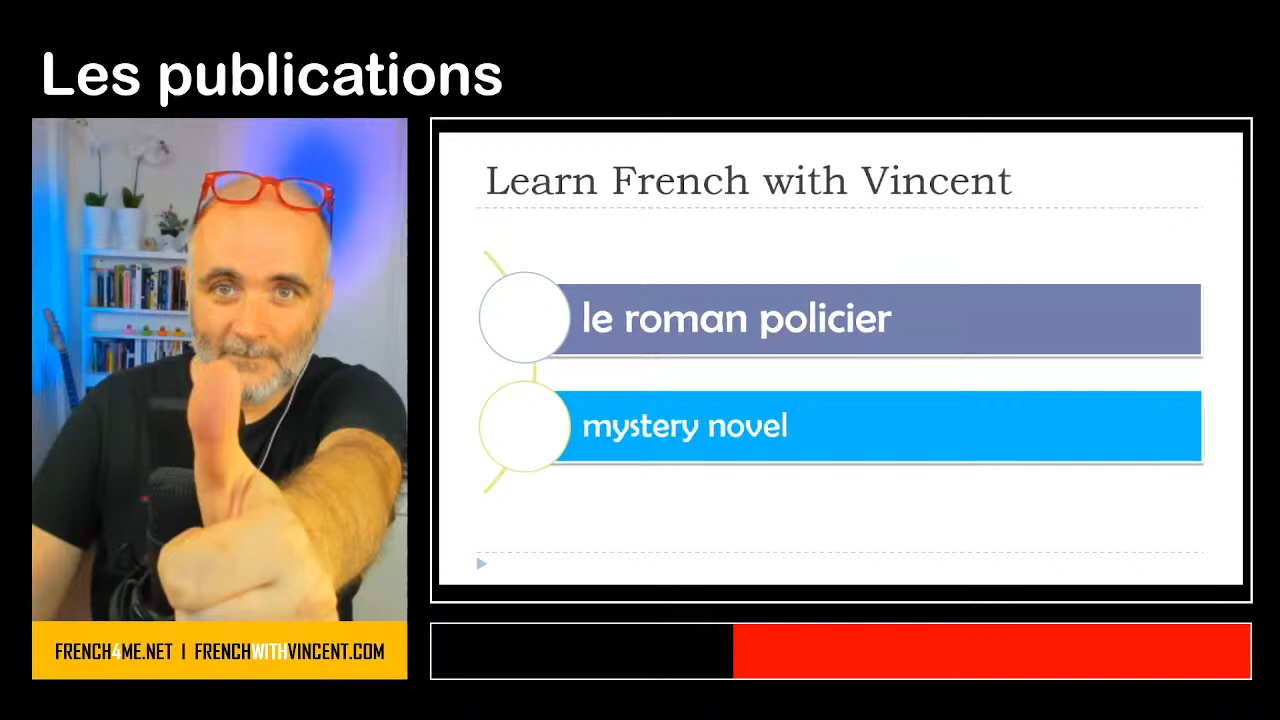 Les publications
Learn French with Vincent
le roman policier
mystery novel
FRENCH4ME.NET | FRENCHWITHVINCENT.COM